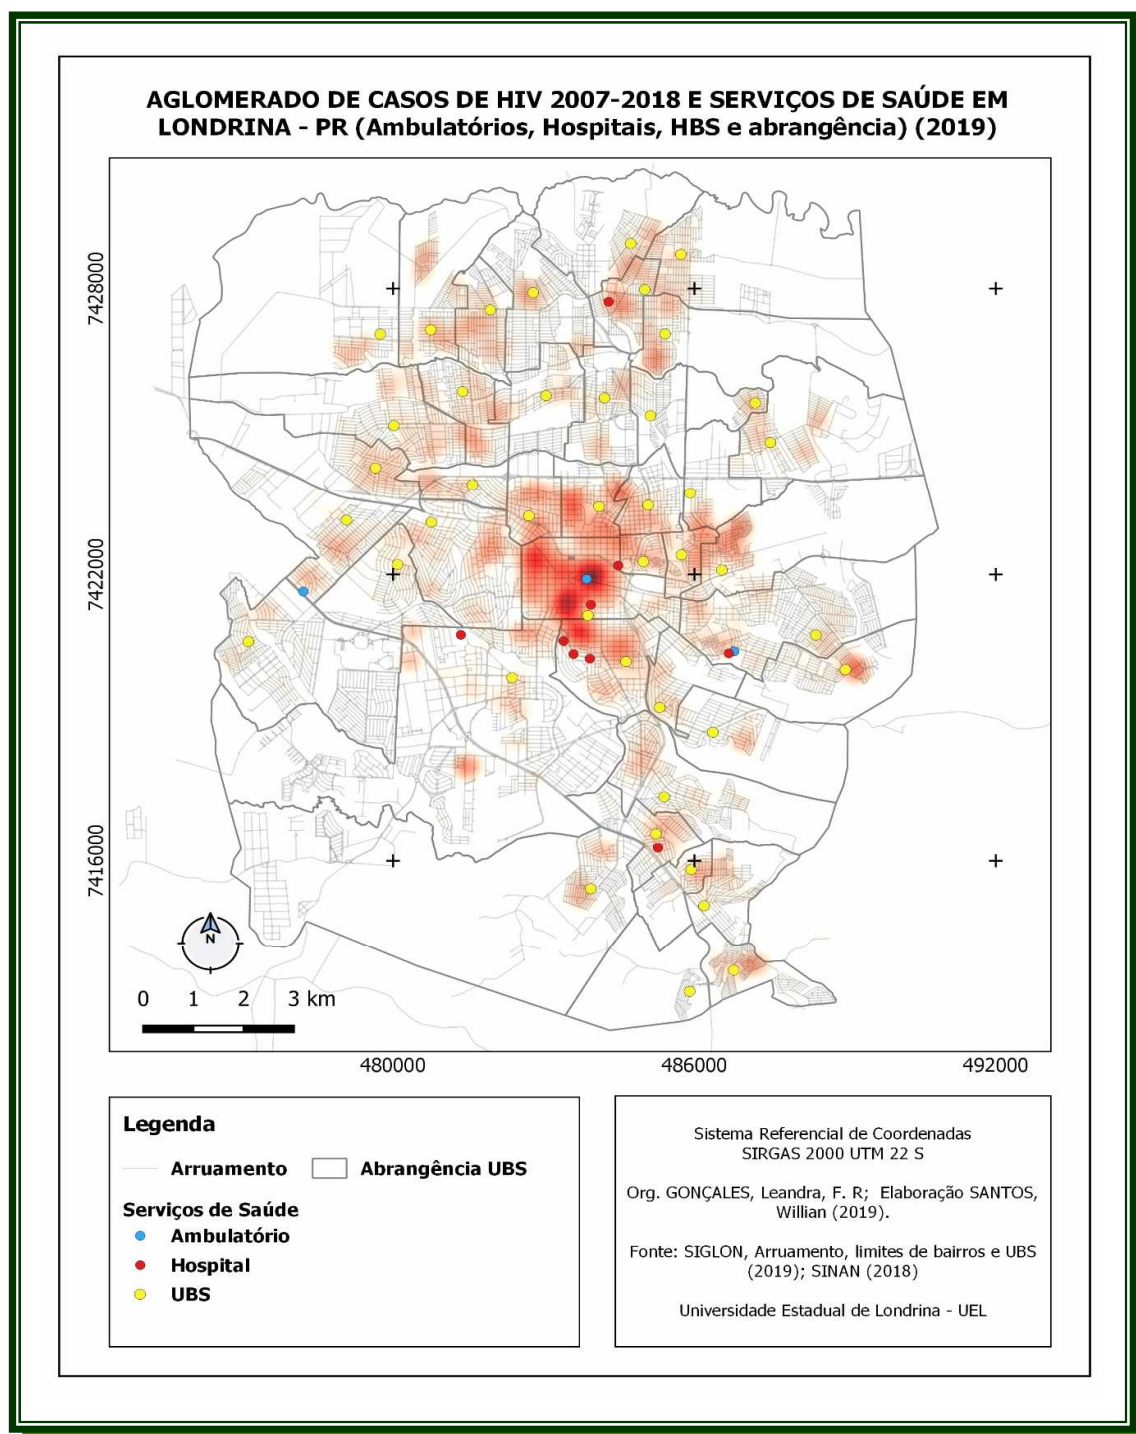 AGLOMERADO DE CASOS DE HIV 2007-2018 E SERVIÇOS DE SAÚDE EM
LONDRINA - PR (Ambulatórios, Hospitais, HBS e abrangência) (2019)
7428000
7422000
7416000
N
0 1 2 3 km
480000 486000 492000
Legenda
Arruamento Abrangência UBS
Serviços de Saúde
Ambulatório
Hospital
UBS
Sistema Referencial de Coordenadas
SIRGAS 2000 UTM 22 S
Org. GONÇALES, Leandra, F. R; Elaboração SANTOS,
Willian (2019).
Fonte: SIGLON, Arruamento, limites de bairros e UBS
(2019); SINAN (2018)
Universidade Estadual de Londrina - UEL